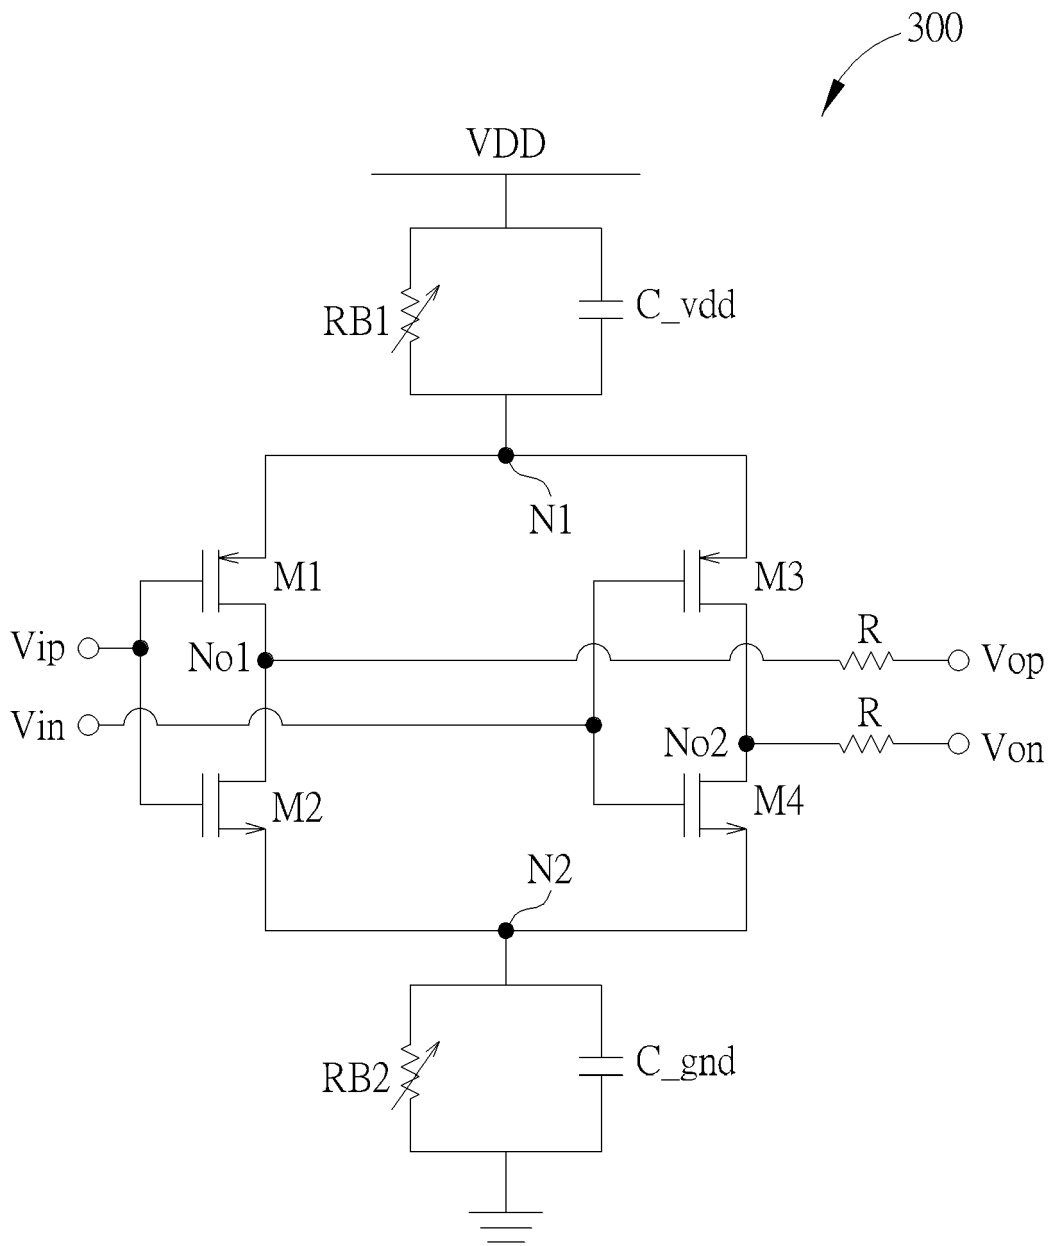 300
VDD
RB1
C_vdd
N1
M1
M3
Vip
No1
R
Vop
Vin
R
No2
Von
M2
M4
N2
RB2
C_gnd